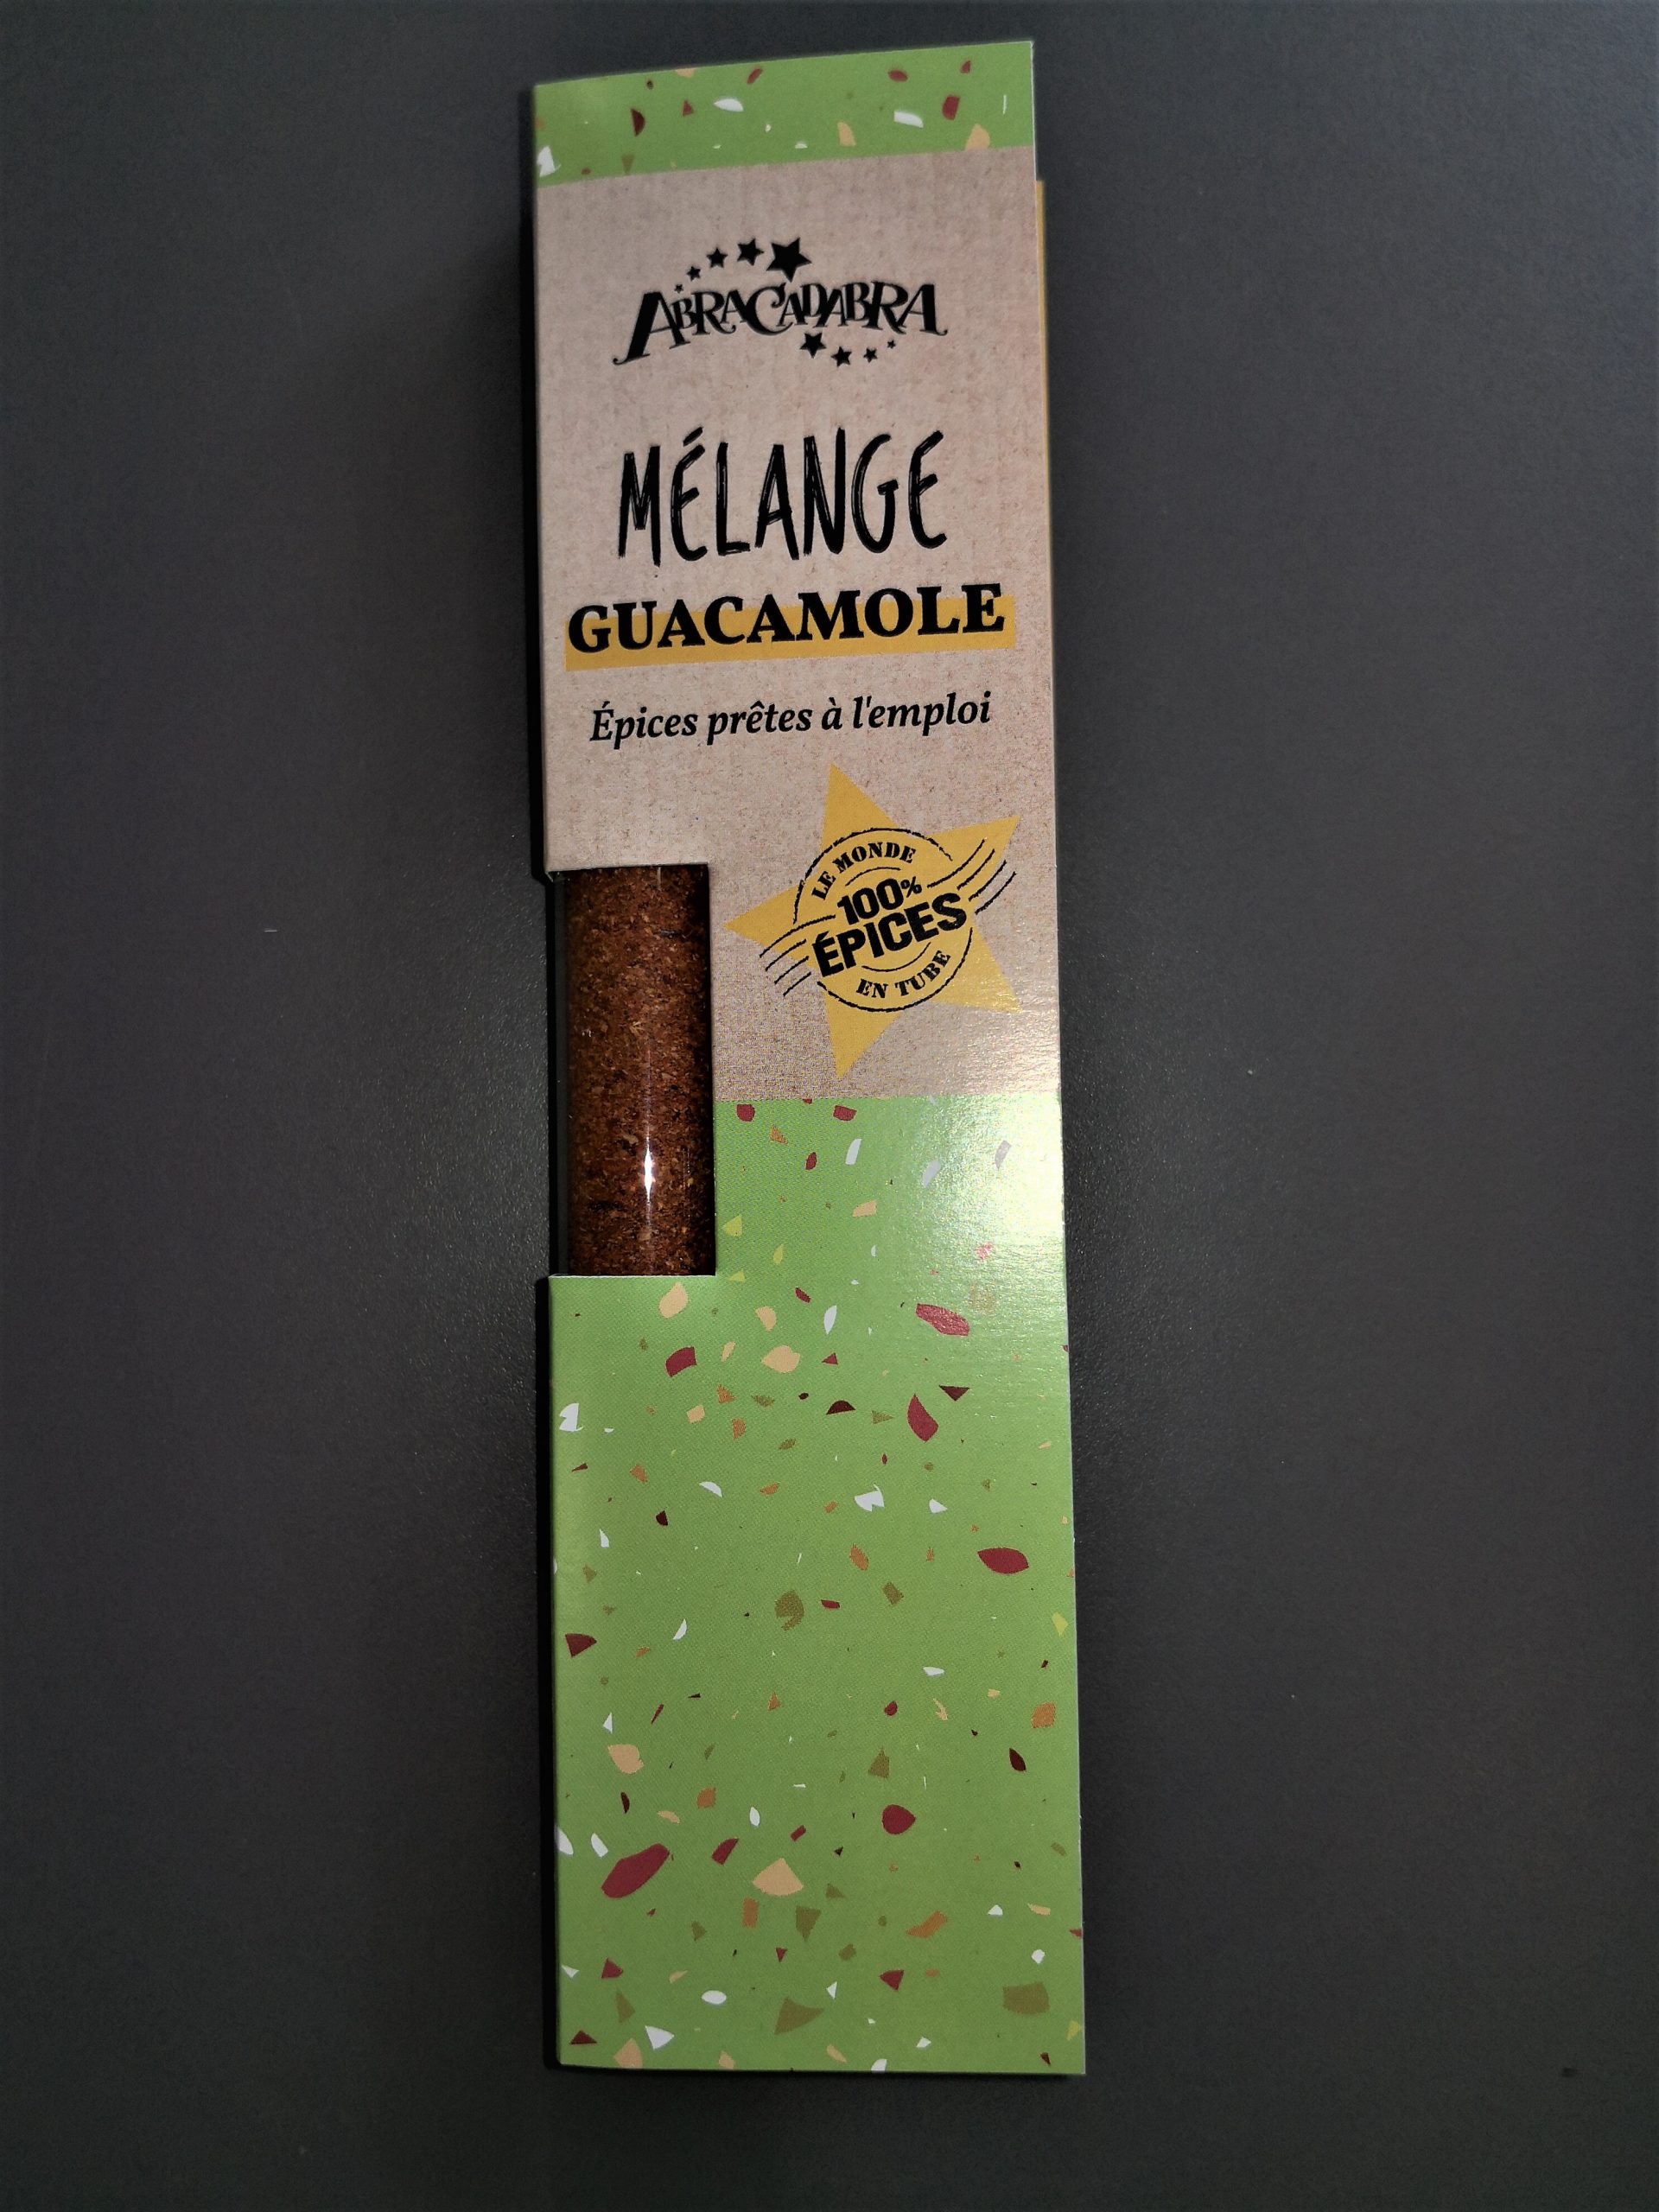 ABRACADABRA
MÉLANGE
GUACAMOLE
Épices prêtes à l'emploi
LE MONDE
100%
ÉPICES
EN TUBE